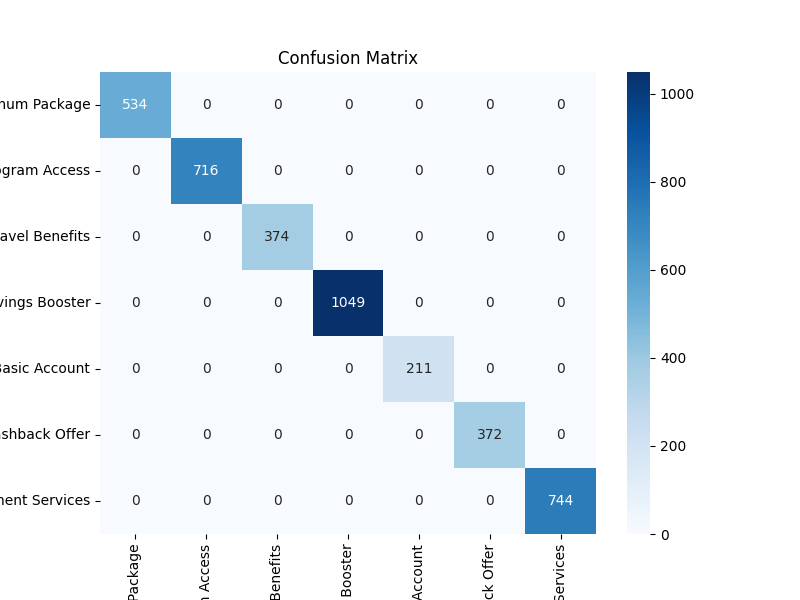 Confusion Matrix
num Package 534 0 0 0 0 0 0
ogram Access 0 716 0 0 0 0 0
avel Benefits 0 0 374 0 0 0 0
vings Booster 0 0 0 1049 0 0 0
Basic Account 0 0 0 0 211 0 0
shback Offer 0 0 0 0 0 372 0
ment Services 0 0 0 0 0 0 744
Package
Access
Benefits
Booster
Account
ck Offer
Services
1000
800
600
400
200
0